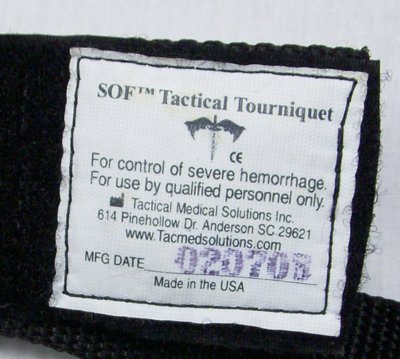 SOF™ Tactical Tourniquet
CE
For control of severe hemorrhage.
For use by qualified personnel only.
Tactical Medical Solutions Inc.
614 Pinehollow Dr. Anderson SC 29621
www.Tacmedsolutions.com
MFG DATE 020705
Made in the USA